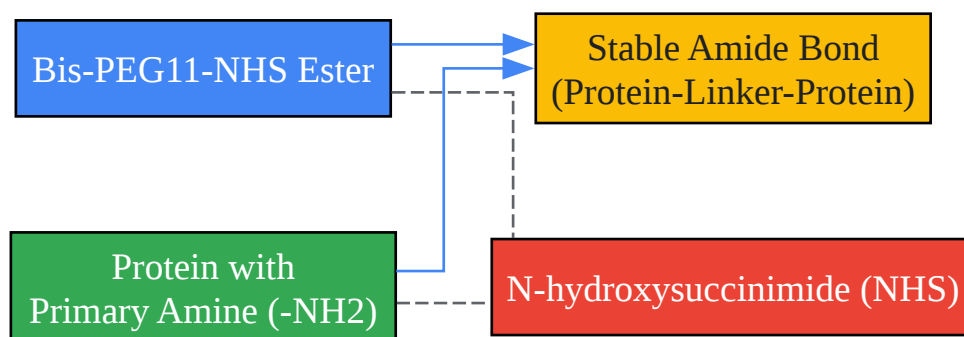 Bis-PEG11-NHS Ester
Stable Amide Bond
(Protein-Linker-Protein)
Protein with
Primary Amine (-NH2)
N-hydroxysuccinimide (NHS)